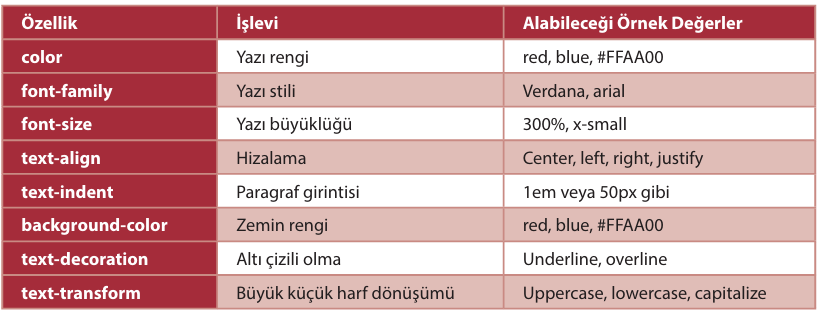 Özellik İşlevi Alabileceği Örnek Değerler
color Yazı rengi red, blue, #FFAA00
font-family Yazı stili Verdana, arial
font-size Yazı büyüklüğü 300%, x-small
text-align Hizalama Center, left, right, justify
text-indent Paragraf girintisi 1em veya 50px gibi
background-color Zemin rengi red, blue, #FFAA00
text-decoration Altı çizili olma Underline, overline
text-transform Büyük küçük harf dönüşümü Uppercase, lowercase, capitalize